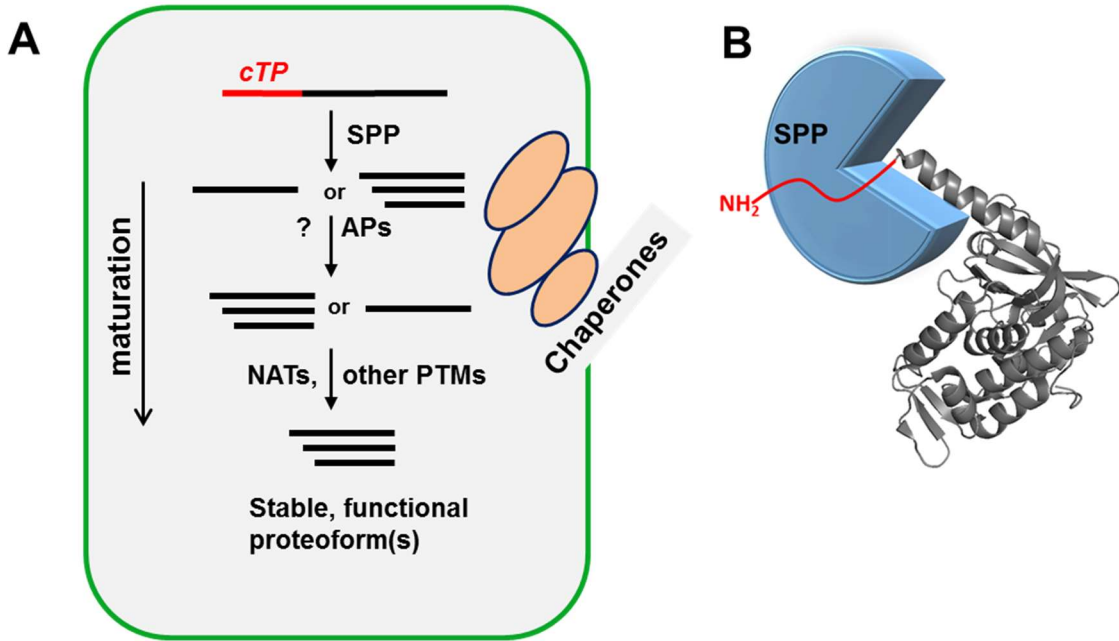 A
cTP
SPP
or
? APs
or
NATs, other PTMs
Stable, functional
proteoform(s)
maturation
Chaperones
B
SPP
NH2